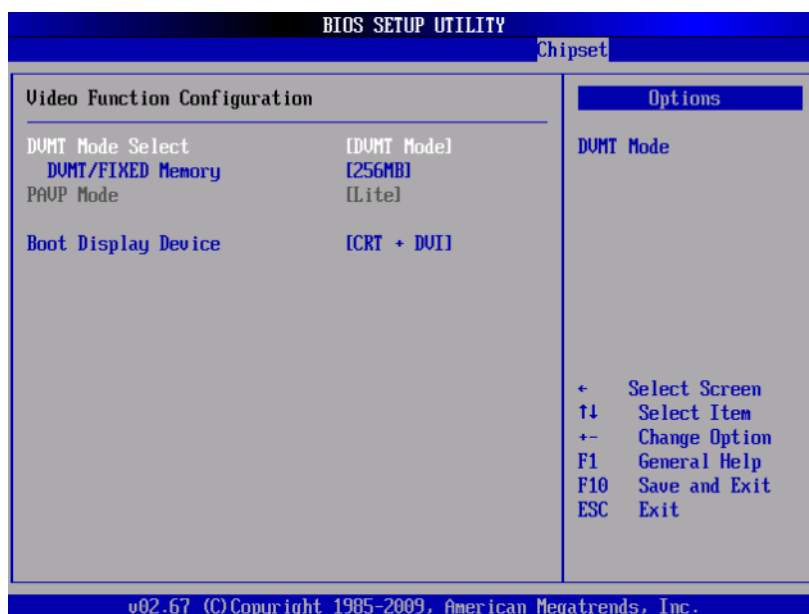 BIOS SETUP UTILITY
Chipset
Video Function Configuration
DVMT Mode Select [DVMT Mode]
DVMT/FIXED Memory [256MB]
PAVP Mode [Lite]
Boot Display Device [CRT + DVI]
Options
DVMT Mode
← Select Screen
↑↓ Select Item
+- Change Option
F1 General Help
F10 Save and Exit
ESC Exit
v02.67 (C)Copyright 1985-2009, American Megatrends, Inc.